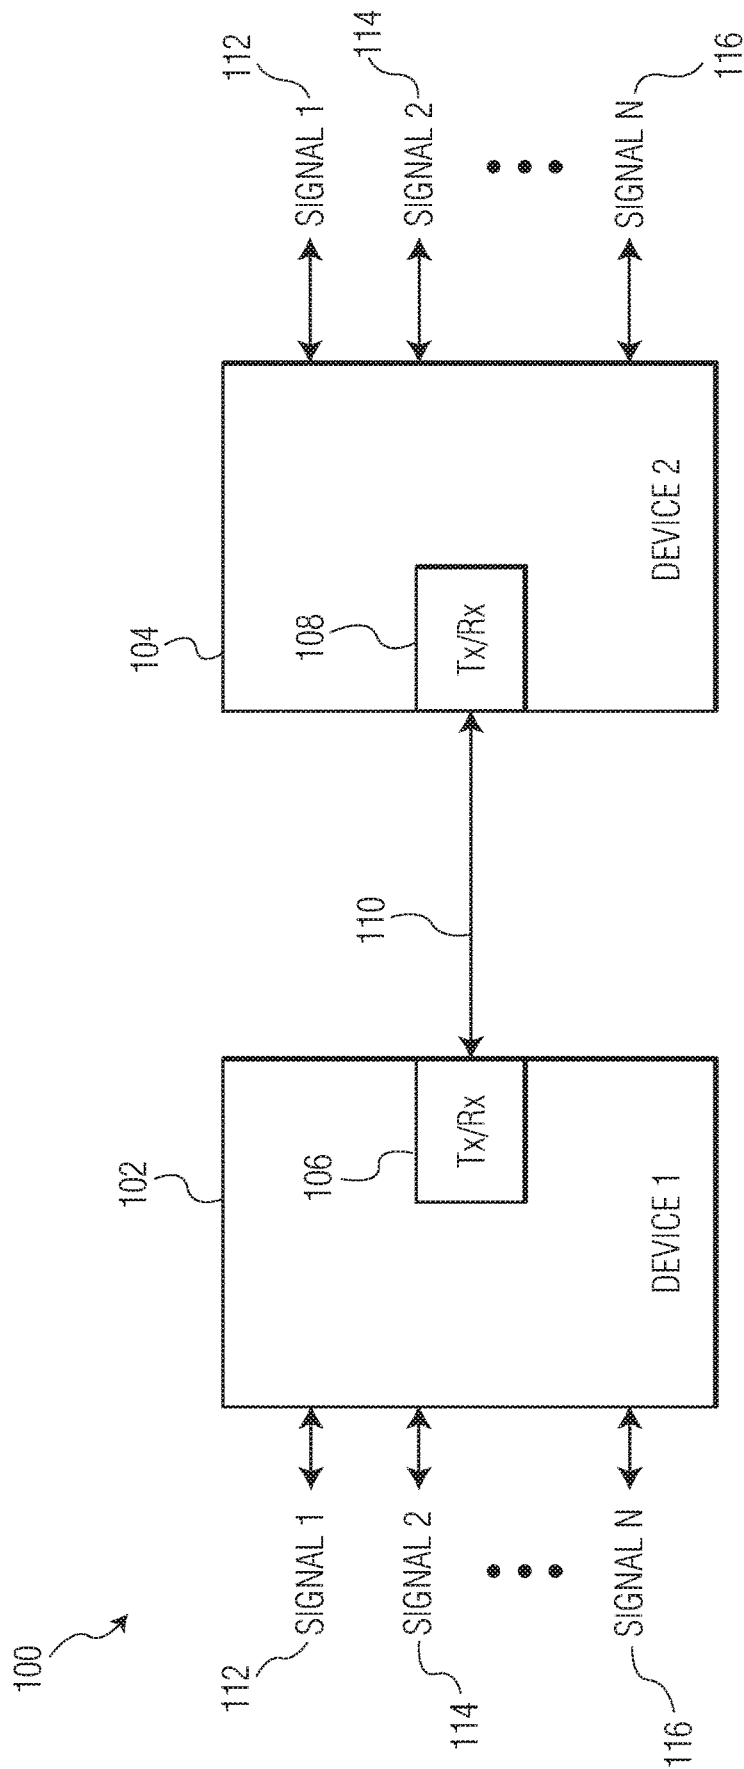 100
102
104
112
SIGNAL 1
106
110
108
SIGNAL 1
112
114
SIGNAL 2
Tx/Rx
Tx/Rx
SIGNAL 2
114
116
SIGNAL N
DEVICE 1
DEVICE 2
SIGNAL N
116